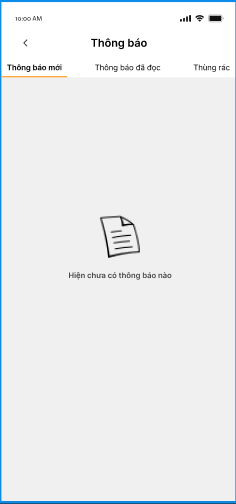 10:00 AM
Thông báo
Thông báo mới
Thông báo đã đọc
Thùng rác
Hiện chưa có thông báo nào